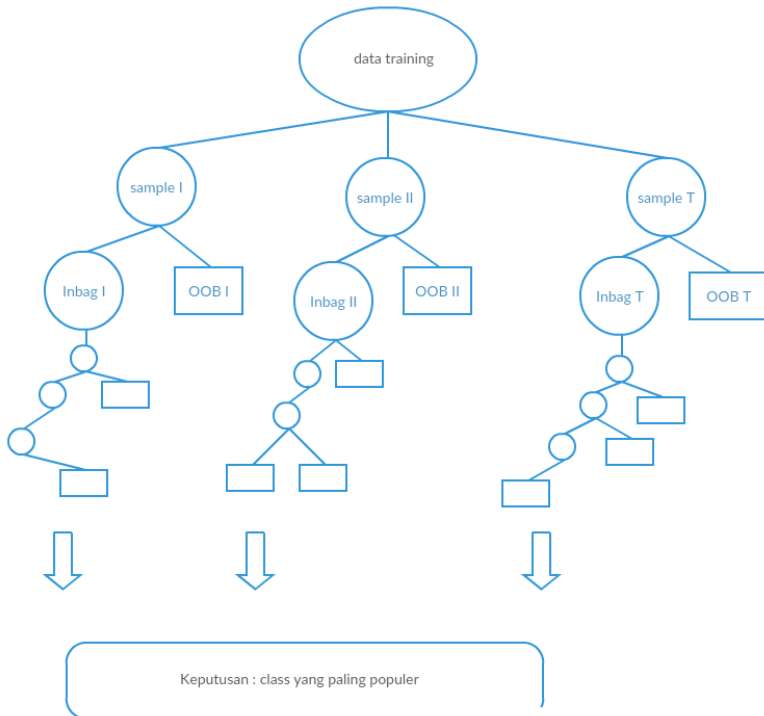 data training
sample I
sample II
sample T
Inbag I
OOB I
Inbag II
OOB II
Inbag T
OOB T
Keputusan : class yang paling populer